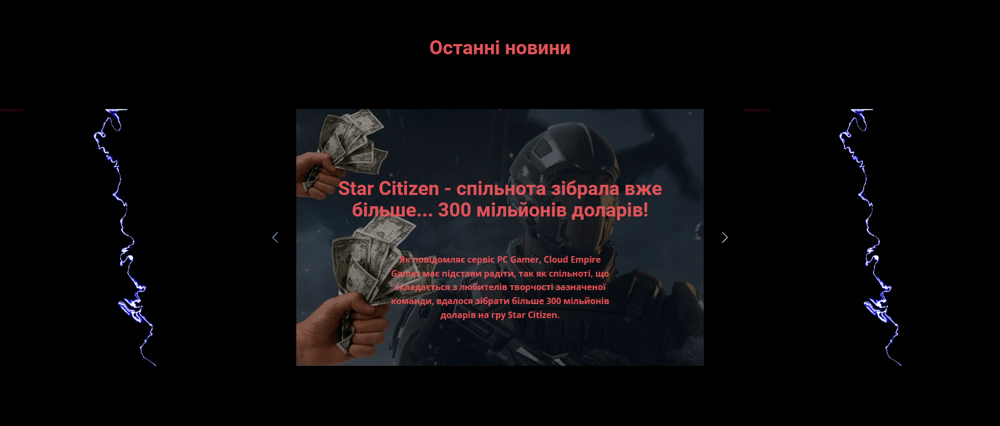 Останні новини
Star Citizen - спільнота зібрала вже
більше... 300 мільйонів доларів!
Як повідомляє сервіс PC Gamer, Cloud Empire
Games має підстави радіти, так як спільноті, що
складається з любителів творчості зазначеної
команди, вдалося зібрати більше 300 мільйонів
доларів на гру Star Citizen.